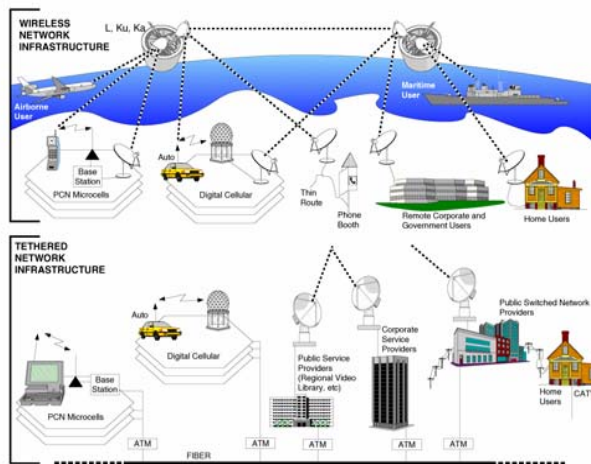 WIRELESS
NETWORK
INFRASTRUCTURE
L, Ku, Ka
Airborne
User
Maritime
User
Base
Station
PCN Microcells
Auto
Digital Cellular
Thin
Route
Phone
Booth
Remote Corporate and
Government Users
Home Users
TETHERED
NETWORK
INFRASTRUCTURE
Auto
Digital Cellular
Base
Station
PCN Microcells
Public Service
Providers
(Regional Video
Library, etc)
Corporate
Service
Providers
Public Switched Network
Providers
Home
Users
CATV
ATM
ATM
ATM
ATM
ATM
FIBER